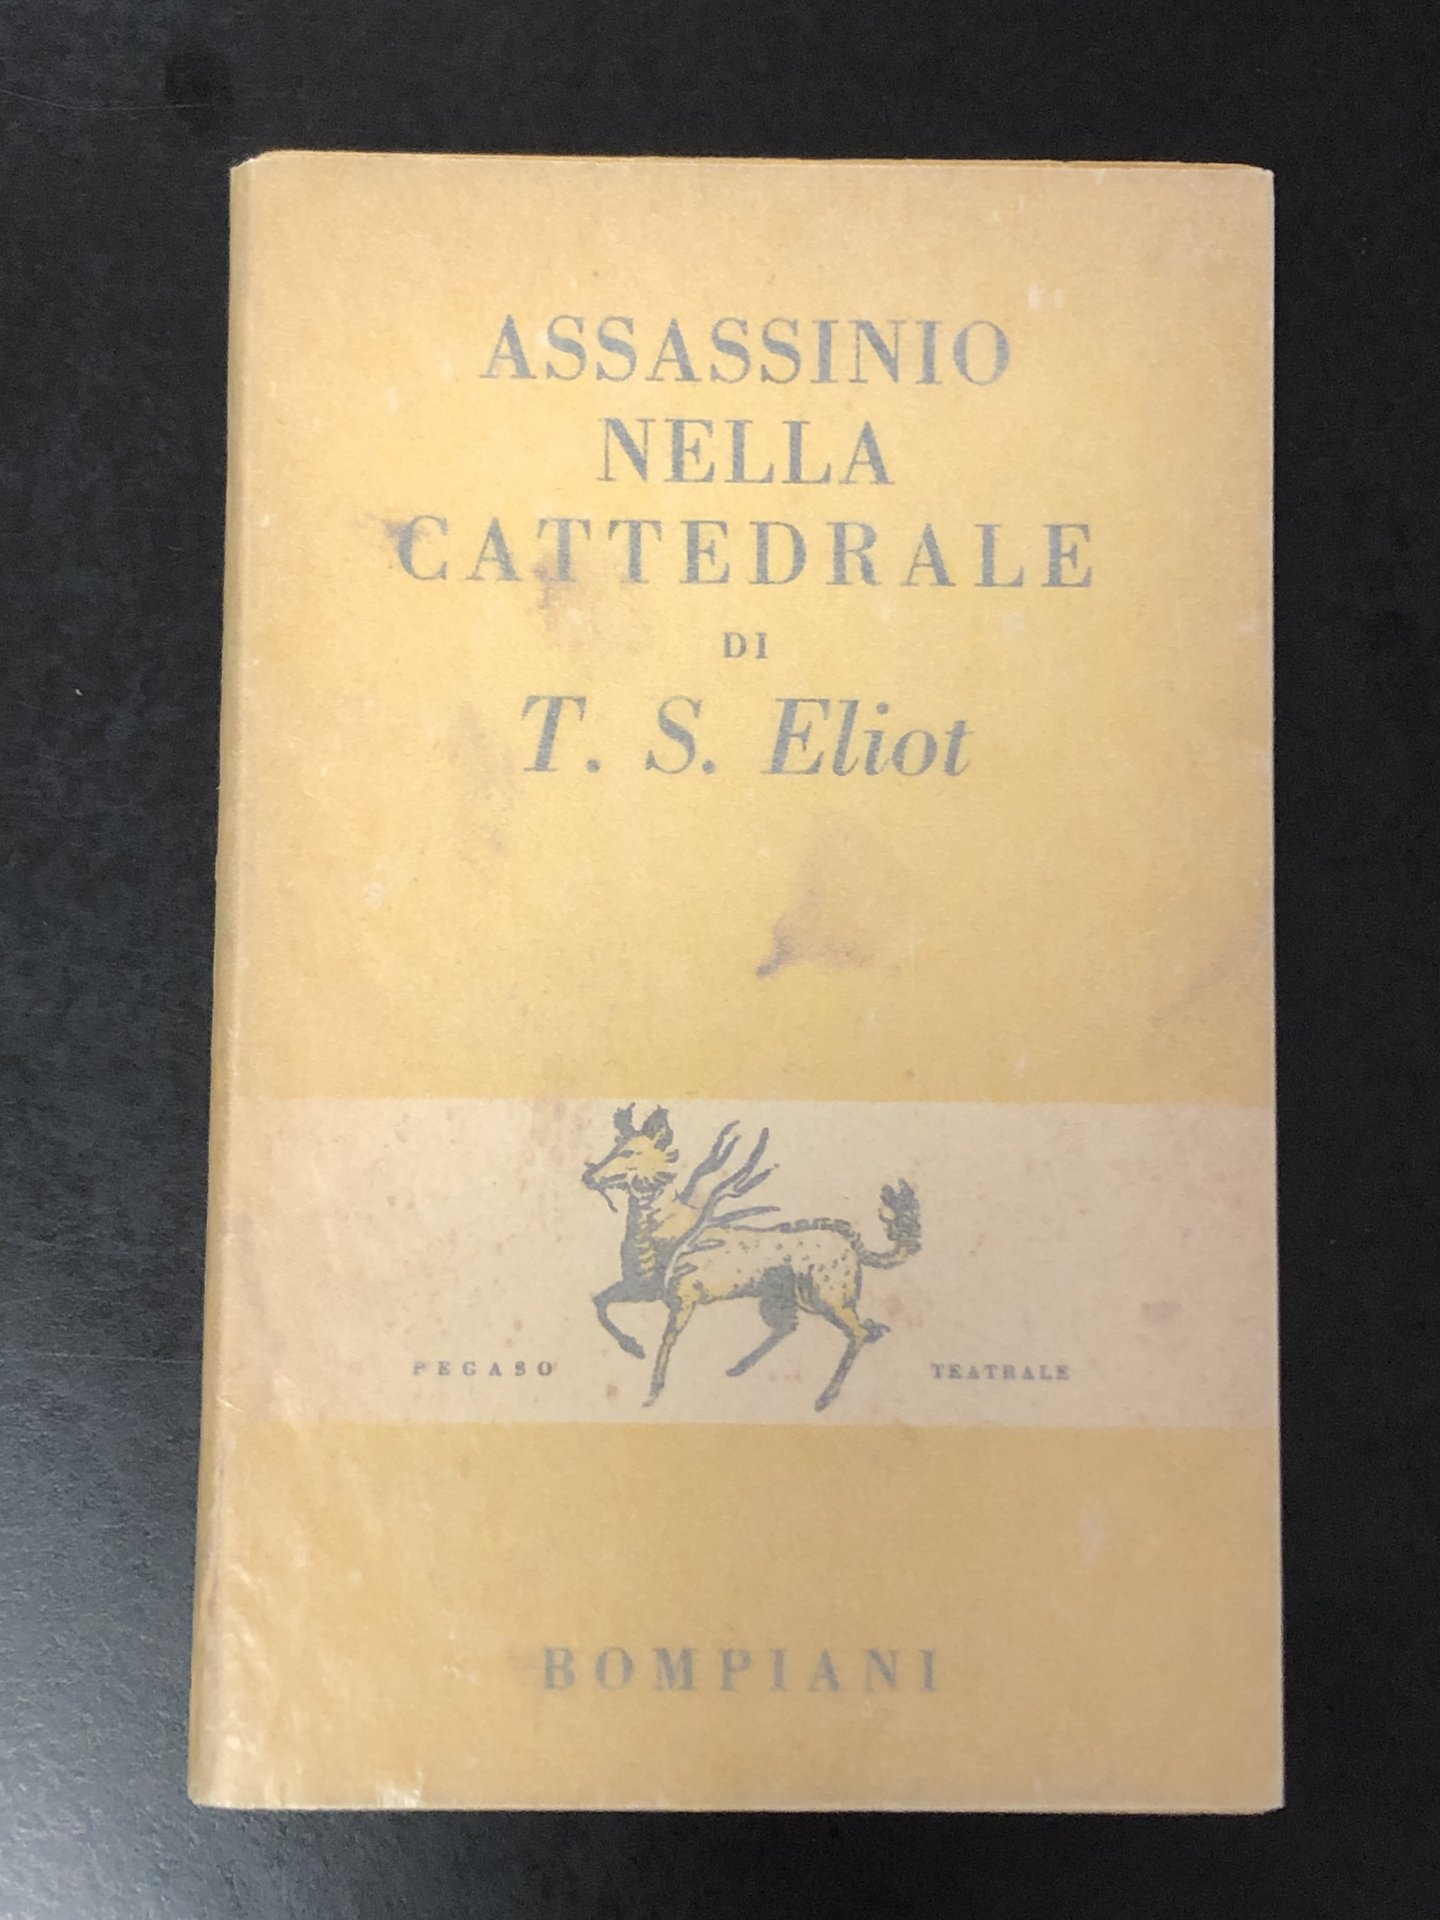 ASSASSINIO
NELLA
CATTEDRALE
DI
T. S. Eliot
PEGASO TEATRALE
BOMPIANI